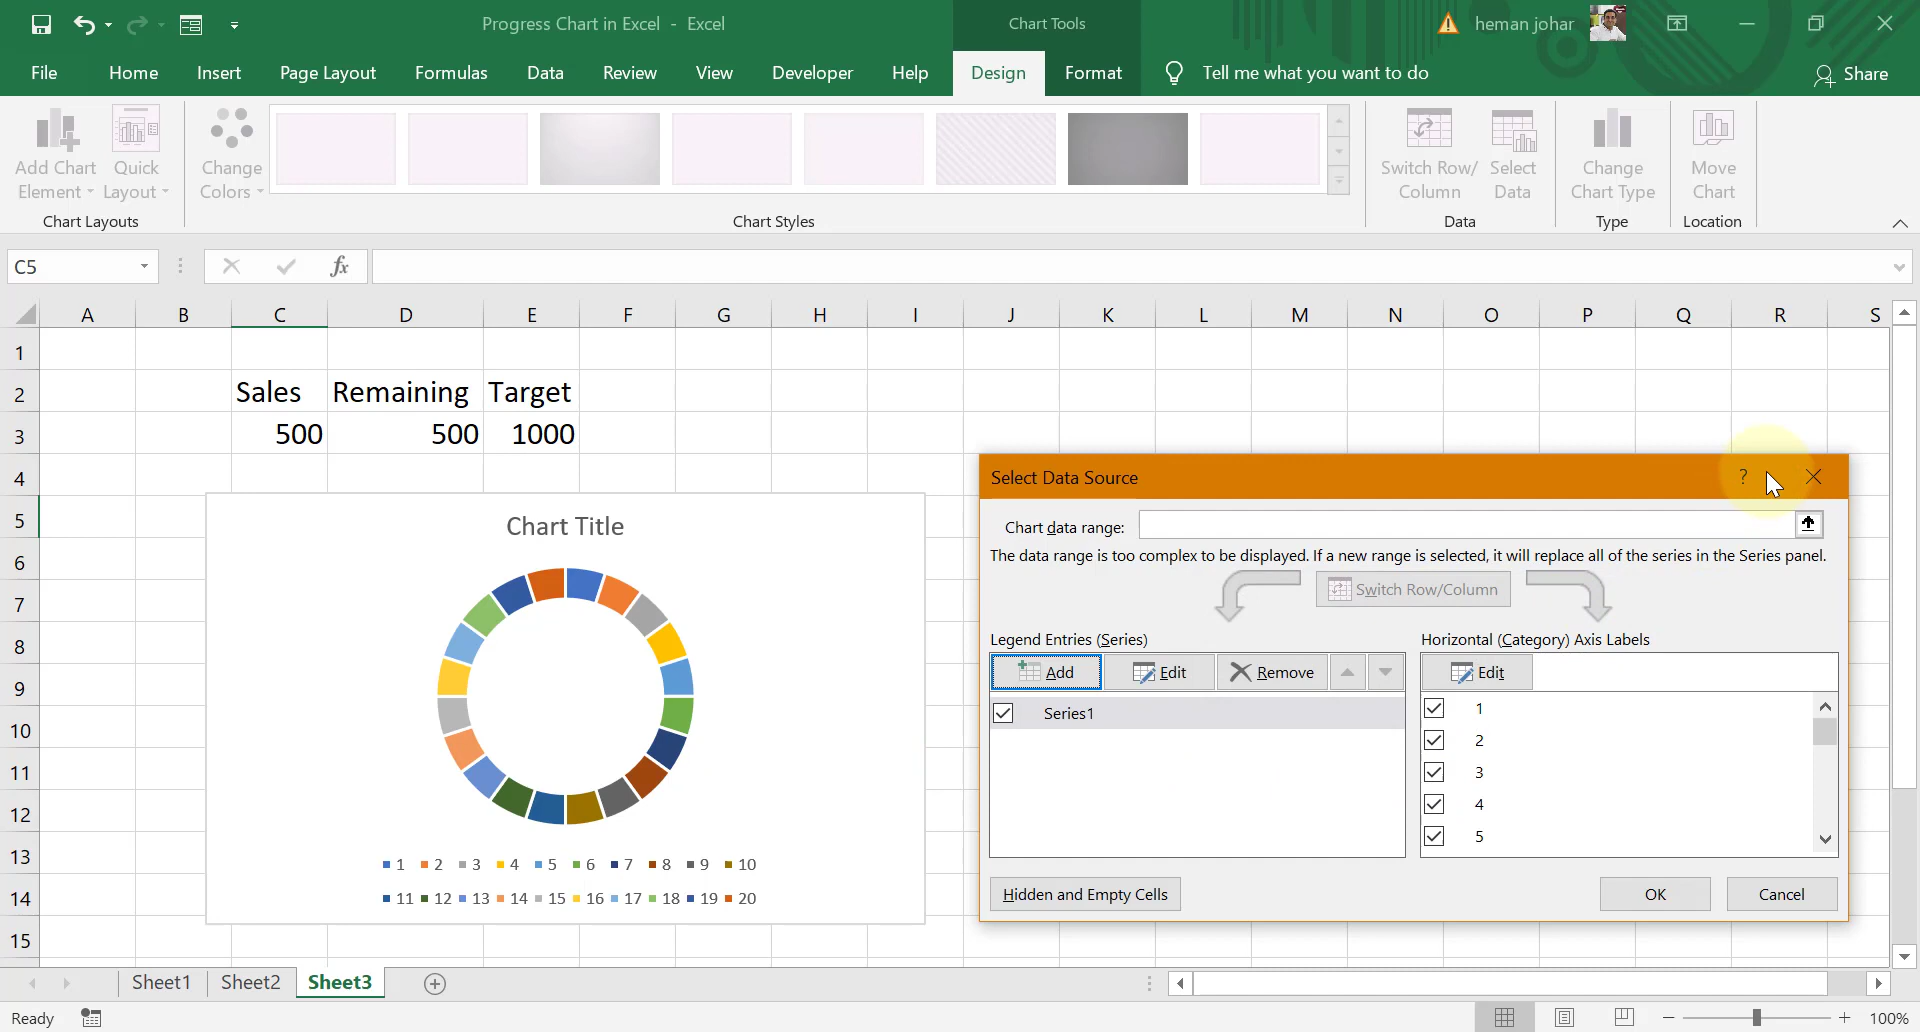 Progress Chart in Excel - Excel
Chart Tools
heman johar
File Home Insert Page Layout Formulas Data Review View Developer Help Design Format Tell me what you want to do Share
Add Chart Element
Quick Layout
Change Colors
Switch Row/ Column
Select Data
Change Chart Type
Move Chart
Chart Layouts Chart Styles Data Type Location
C5
fx
A B C D E F G H I J K L M N O P Q R S
1
2 Sales Remaining Target
3 500 500 1000
4
5
6
7
8
9
10
11
12
13
14
15
Chart Title
1 2 3 4 5 6 7 8 9 10
11 12 13 14 15 16 17 18 19 20
Select Data Source ?
Chart data range:
The data range is too complex to be displayed. If a new range is selected, it will replace all of the series in the Series panel.
Switch Row/Column
Legend Entries (Series)
Add Edit Remove
Series1
Horizontal (Category) Axis Labels
Edit
1
2
3
4
5
Hidden and Empty Cells OK Cancel
Sheet1 Sheet2 Sheet3
Ready 100%